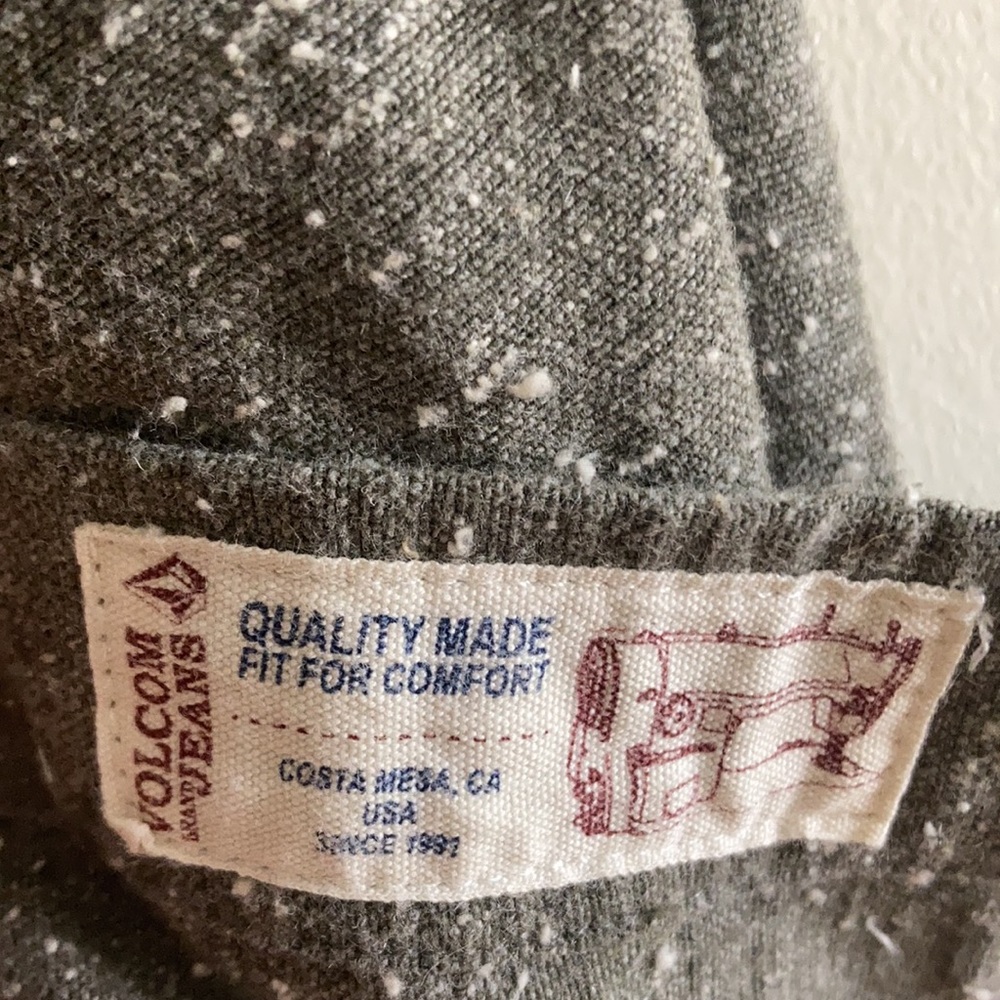 VOLCOM
BRAND JEANS
QUALITY MADE
FIT FOR COMFORT
COSTA MESA, CA
USA
SINCE 1991